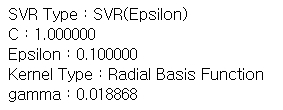 SVR Type : SVR(Epsilon)
C : 1.000000
Epsilon : 0.100000
Kernel Type : Radial Basis Function
gamma : 0.018868